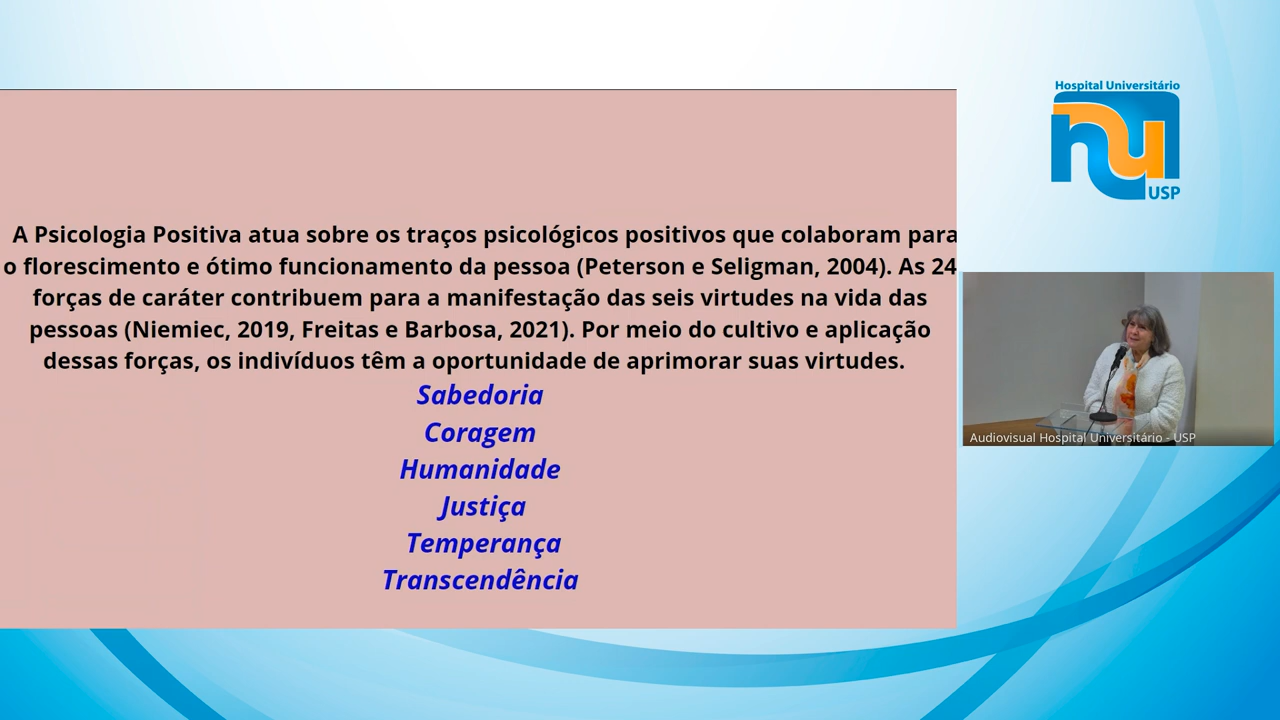 Hospital Universitário
hu
USP
A Psicologia Positiva atua sobre os traços psicológicos positivos que colaboram para
o florescimento e ótimo funcionamento da pessoa (Peterson e Seligman, 2004). As 24
forças de caráter contribuem para a manifestação das seis virtudes na vida das
pessoas (Niemiec, 2019, Freitas e Barbosa, 2021). Por meio do cultivo e aplicação
dessas forças, os indivíduos têm a oportunidade de aprimorar suas virtudes.
Sabedoria
Coragem
Humanidade
Justiça
Temperança
Transcendência
Audiovisual Hospital Universitário - USP